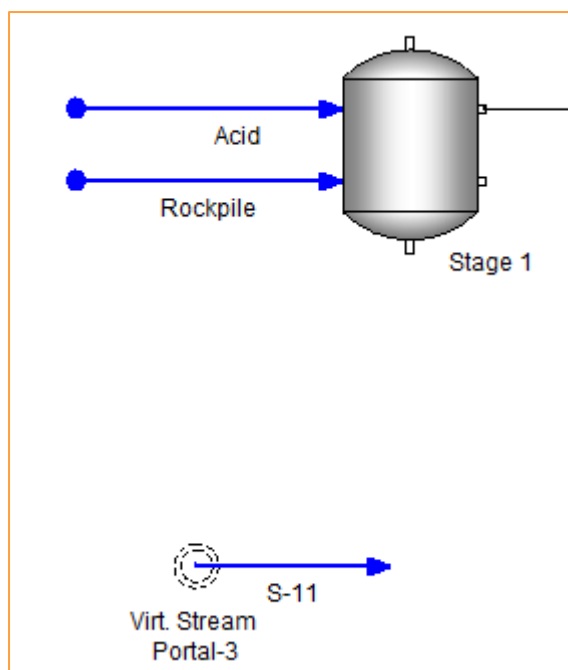 Acid
Rockpile
Stage 1
S-11
Virt. Stream
Portal-3